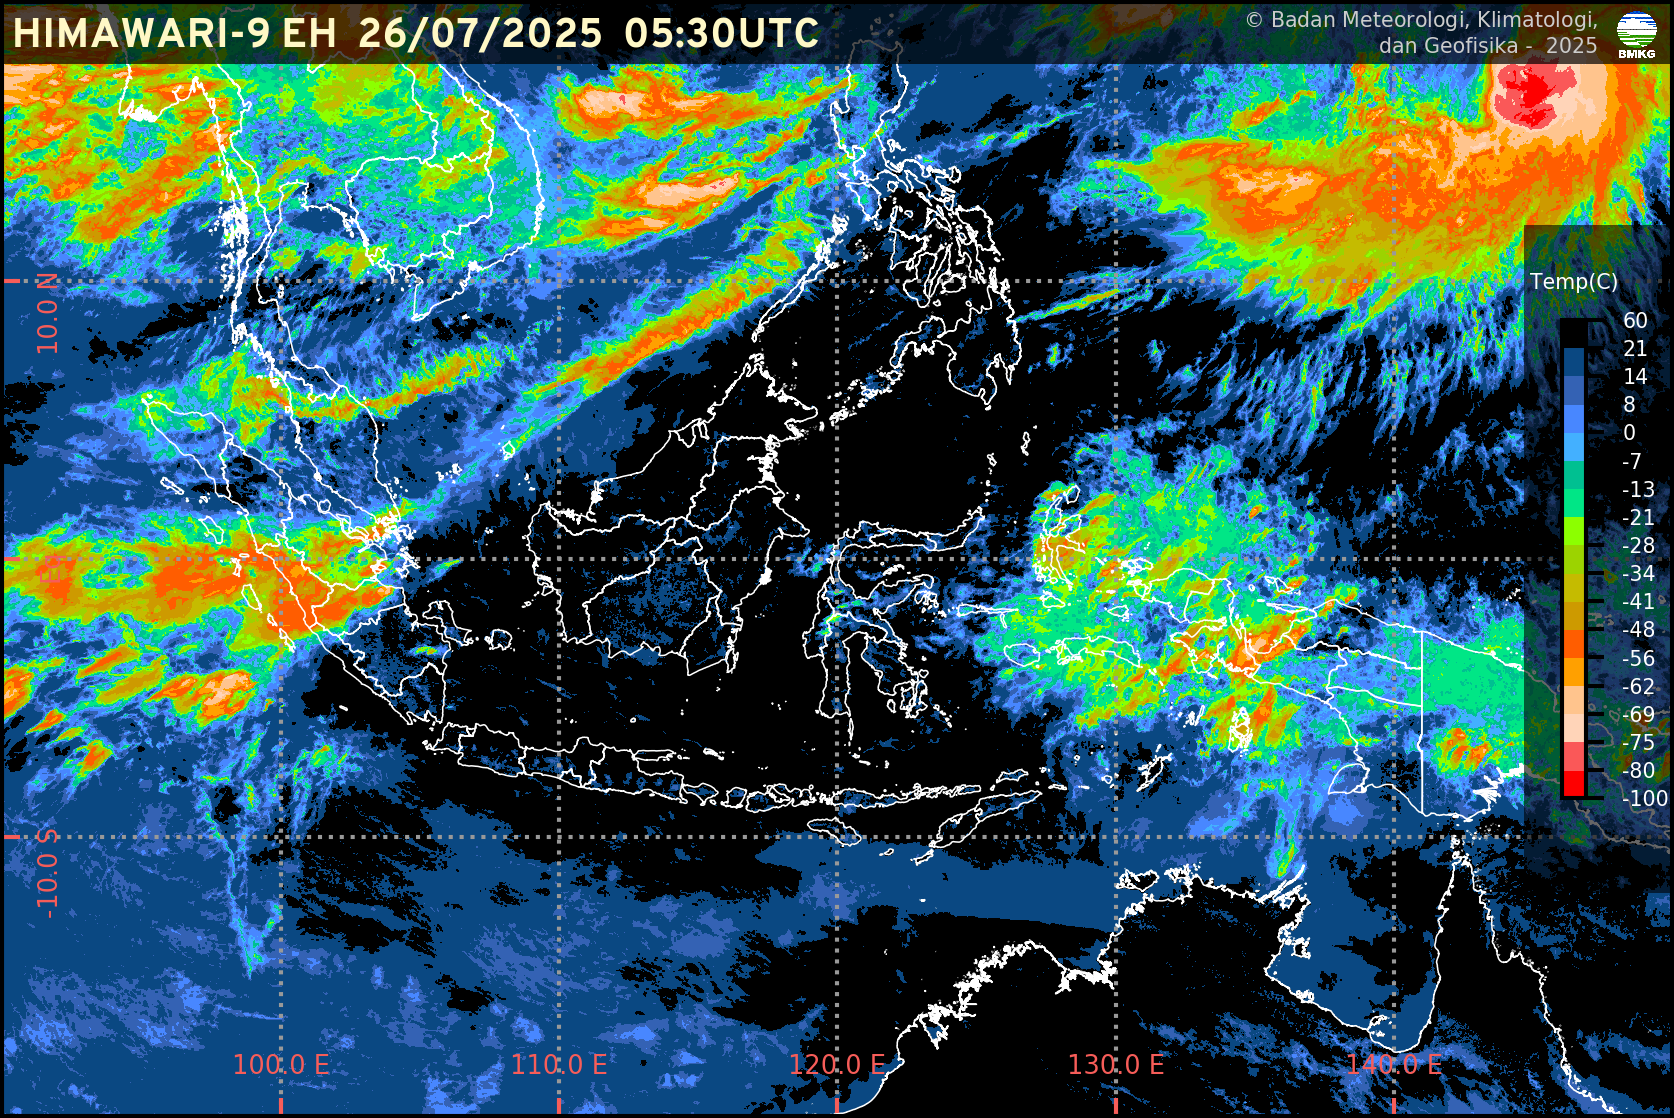 HIMAWARI-9 EH 26/07/2025 05:30UTC
© Badan Meteorologi, Klimatologi,
dan Geofisika - 2025
BMKG
Temp(C)
60
21
14
8
0
-7
-13
-21
-28
-34
-41
-48
-56
-62
-69
-75
-80
-100
10.0 N
-10.0 S
100.0 E
110.0 E
120.0 E
130.0 E
140.0 E